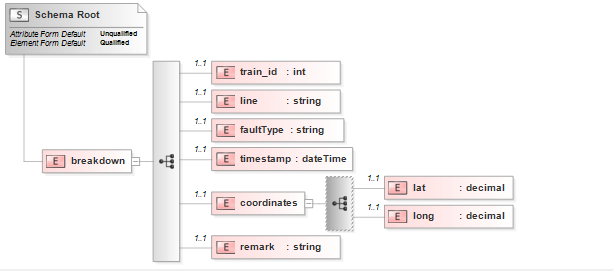 S Schema Root
Attribute Form Default Unqualified
Element Form Default Qualified
1..1
E train_id : int
1..1
E line : string
1..1
E faultType : string
1..1
E timestamp : dateTime
E breakdown
1..1
E coordinates
1..1
E lat : decimal
1..1
E long : decimal
1..1
E remark : string